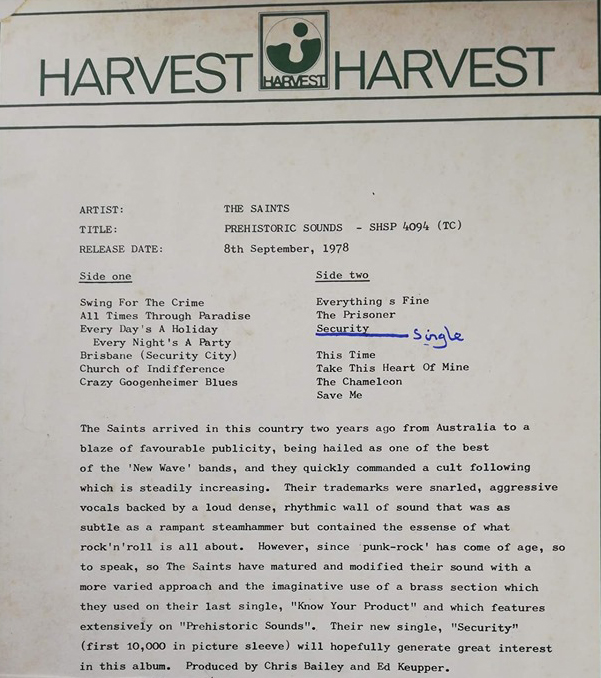 HARVEST HARVEST HARVEST
ARTIST: THE SAINTS
TITLE: PREHISTORIC SOUNDS - SHSP 4094 (TC)
RELEASE DATE: 8th September, 1978
Side one
Swing For The Crime
All Times Through Paradise
Every Day's A Holiday
Every Night's A Party
Brisbane (Security City)
Church of Indifference
Crazy Googenheimer Blues
Side two
Everything s Fine
The Prisoner
Security Single
This Time
Take This Heart Of Mine
The Chameleon
Save Me
The Saints arrived in this country two years ago from Australia to a
blaze of favourable publicity, being hailed as one of the best
of the 'New Wave' bands, and they quickly commanded a cult following
which is steadily increasing. Their trademarks were snarled, aggressive
vocals backed by a loud dense, rhythmic wall of sound that was as
subtle as a rampant steamhammer but contained the essense of what
rock'n'roll is all about. However, since 'punk-rock' has come of age, so
to speak, so The Saints have matured and modified their sound with a
more varied approach and the imaginative use of a brass section which
they used on their last single, "Know Your Product" and which features
extensively on "Prehistoric Sounds". Their new single, "Security"
(first 10,000 in picture sleeve) will hopefully generate great interest
in this album. Produced by Chris Bailey and Ed Keupper.